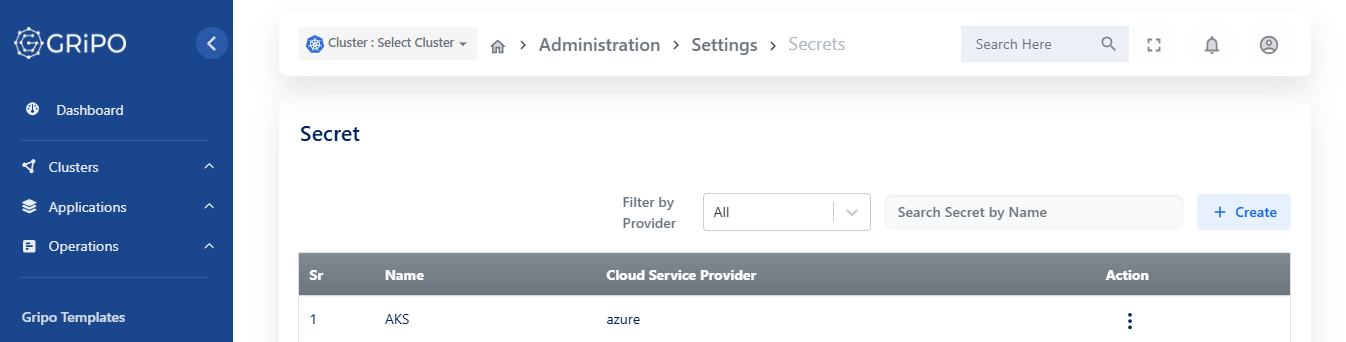 GRiPO
Cluster : Select Cluster
Administration
Settings
Secrets
Search Here
Dashboard
Clusters
Applications
Operations
Gripo Templates
Secret
Filter by
Provider
All
Search Secret by Name
+ Create
Sr Name Cloud Service Provider Action
1 AKS azure